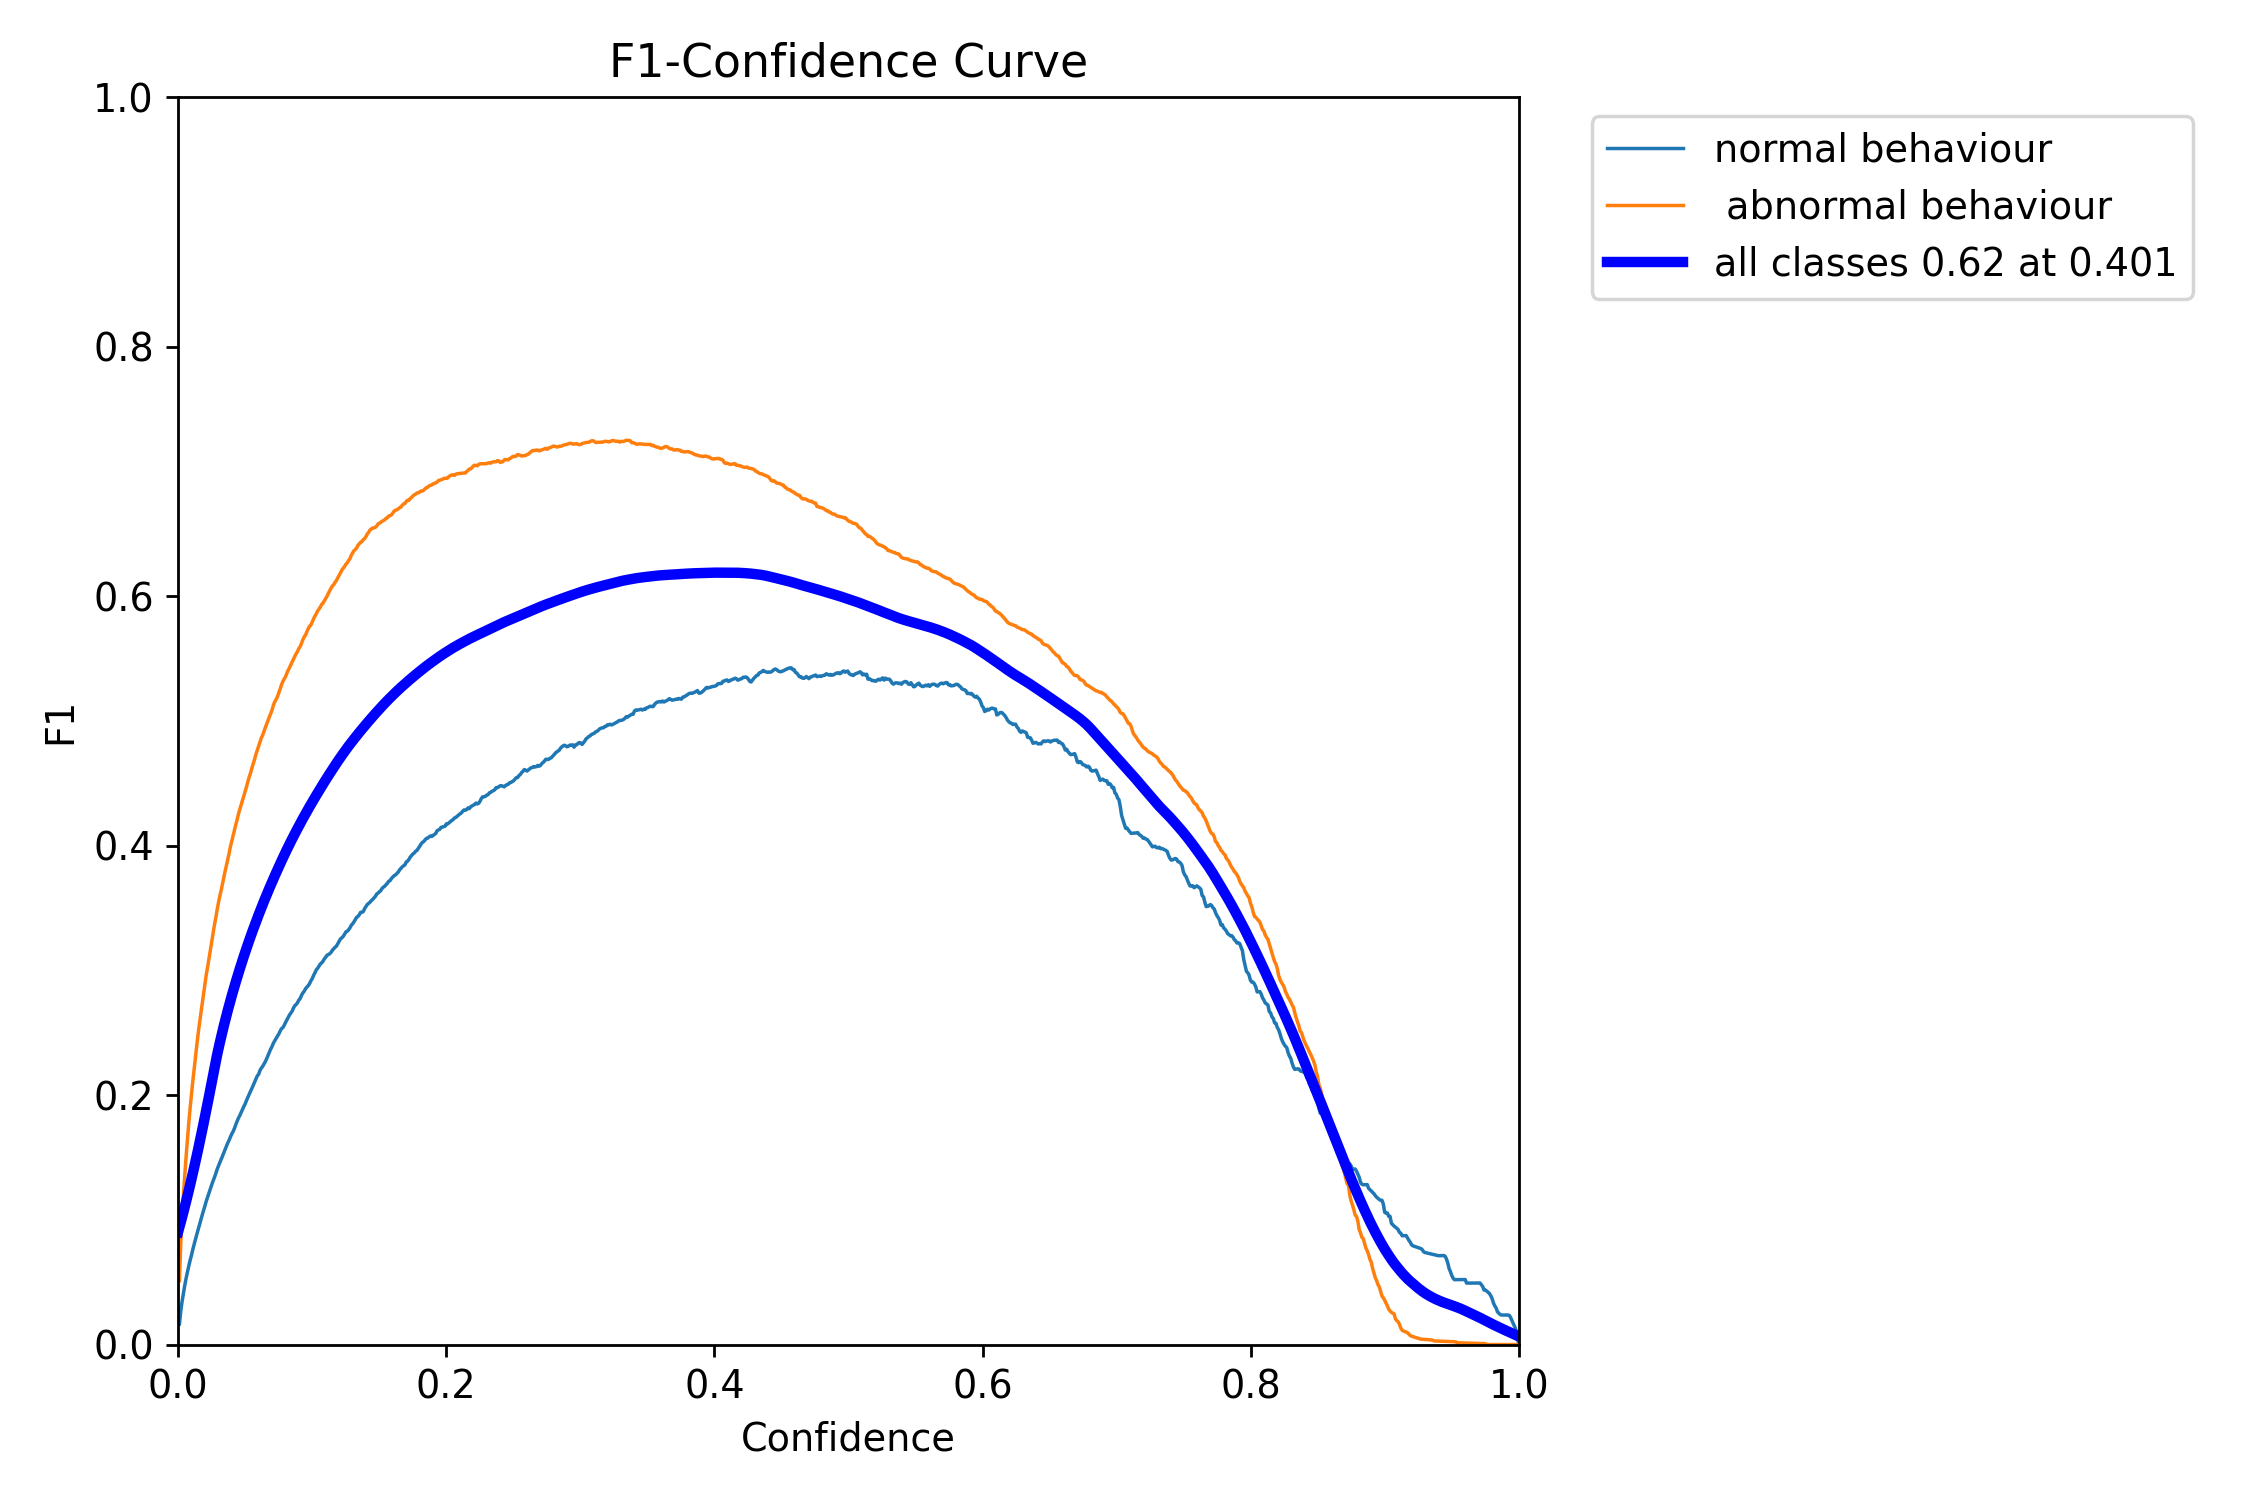 F1-Confidence Curve
1.0
0.8
0.6
0.4
0.2
0.0
F1
0.0 0.2 0.4 0.6 0.8 1.0
Confidence
normal behaviour
abnormal behaviour
all classes 0.62 at 0.401